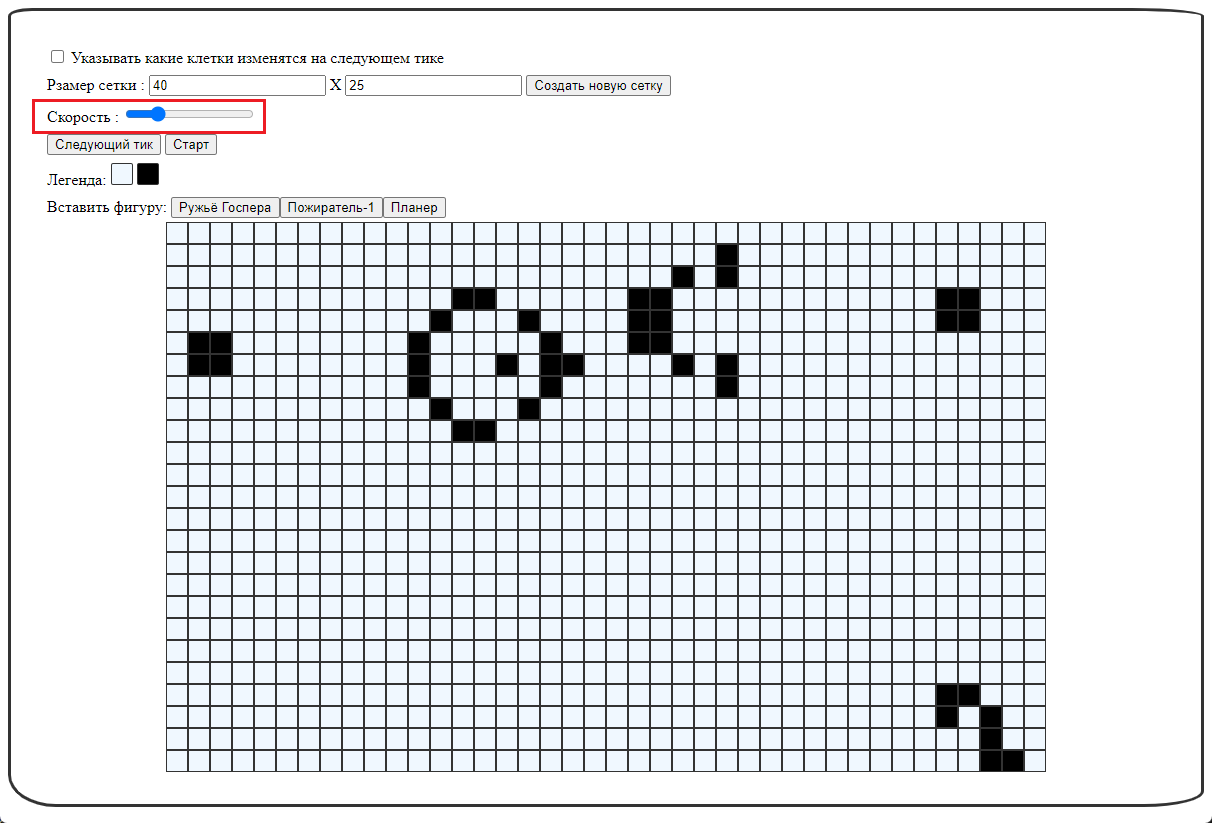 Указывать какие клетки изменятся на следующем тике
Рзамер сетки : 40 X 25 Создать новую сетку
Скорость :
Следующий тик Старт
Легенда:
Вставить фигуру: Ружьё Госпера Пожиратель-1 Планер